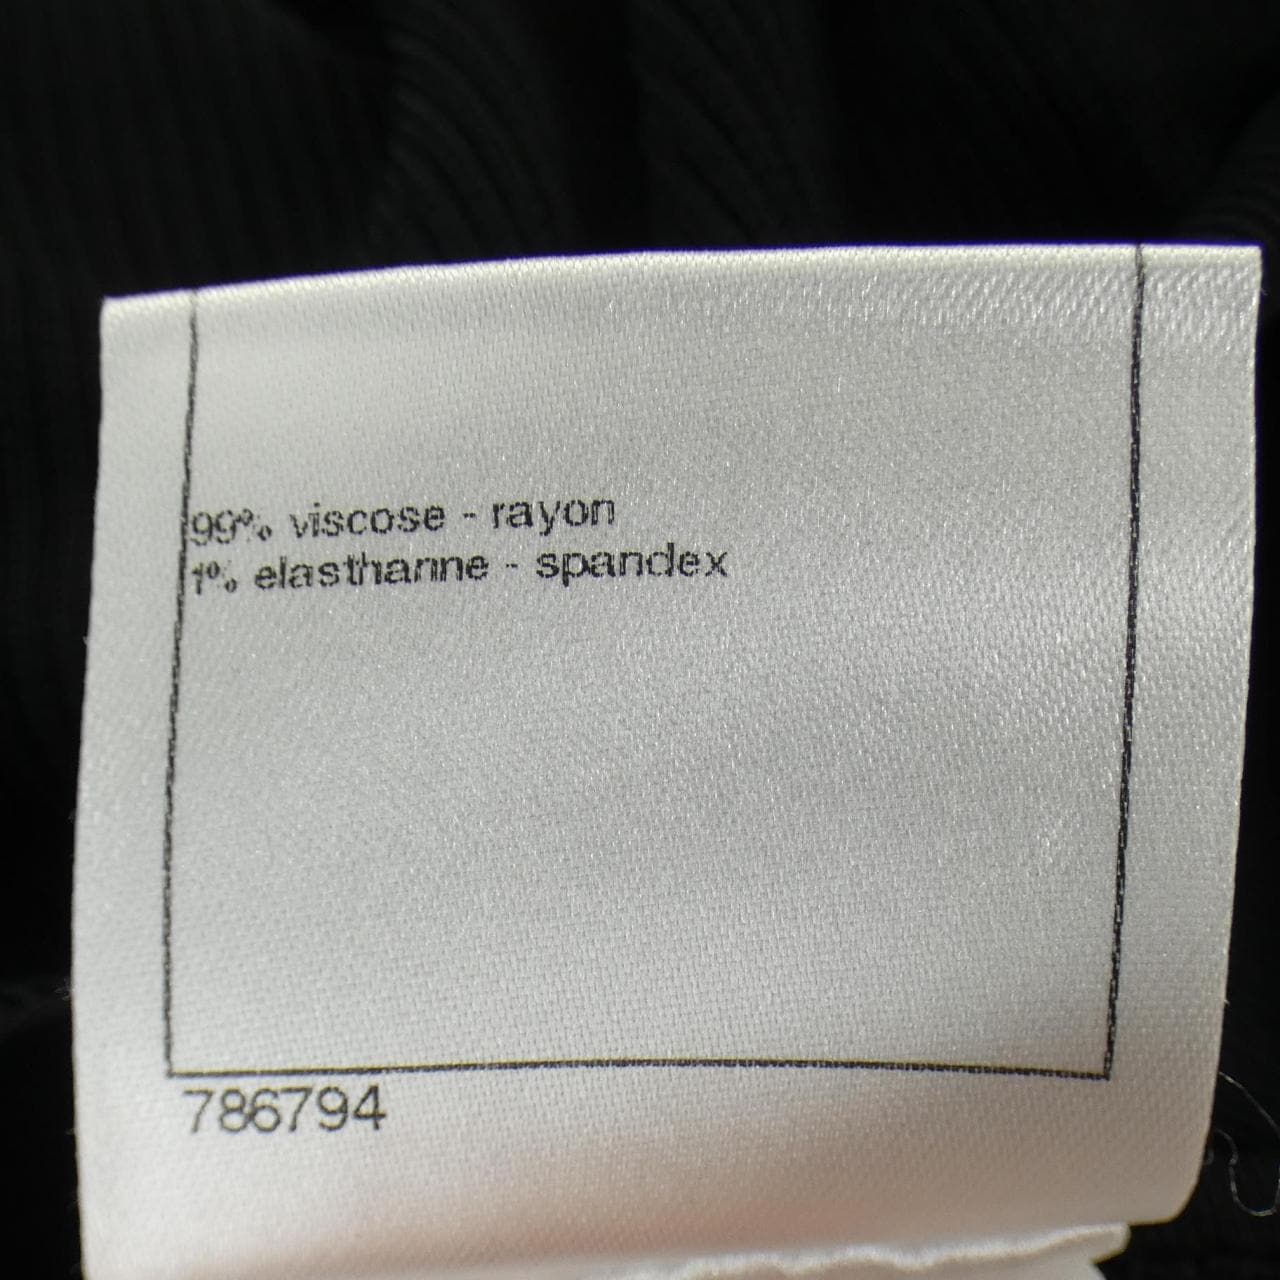 99% viscose - rayon
1% elasthanne - spandex
786794